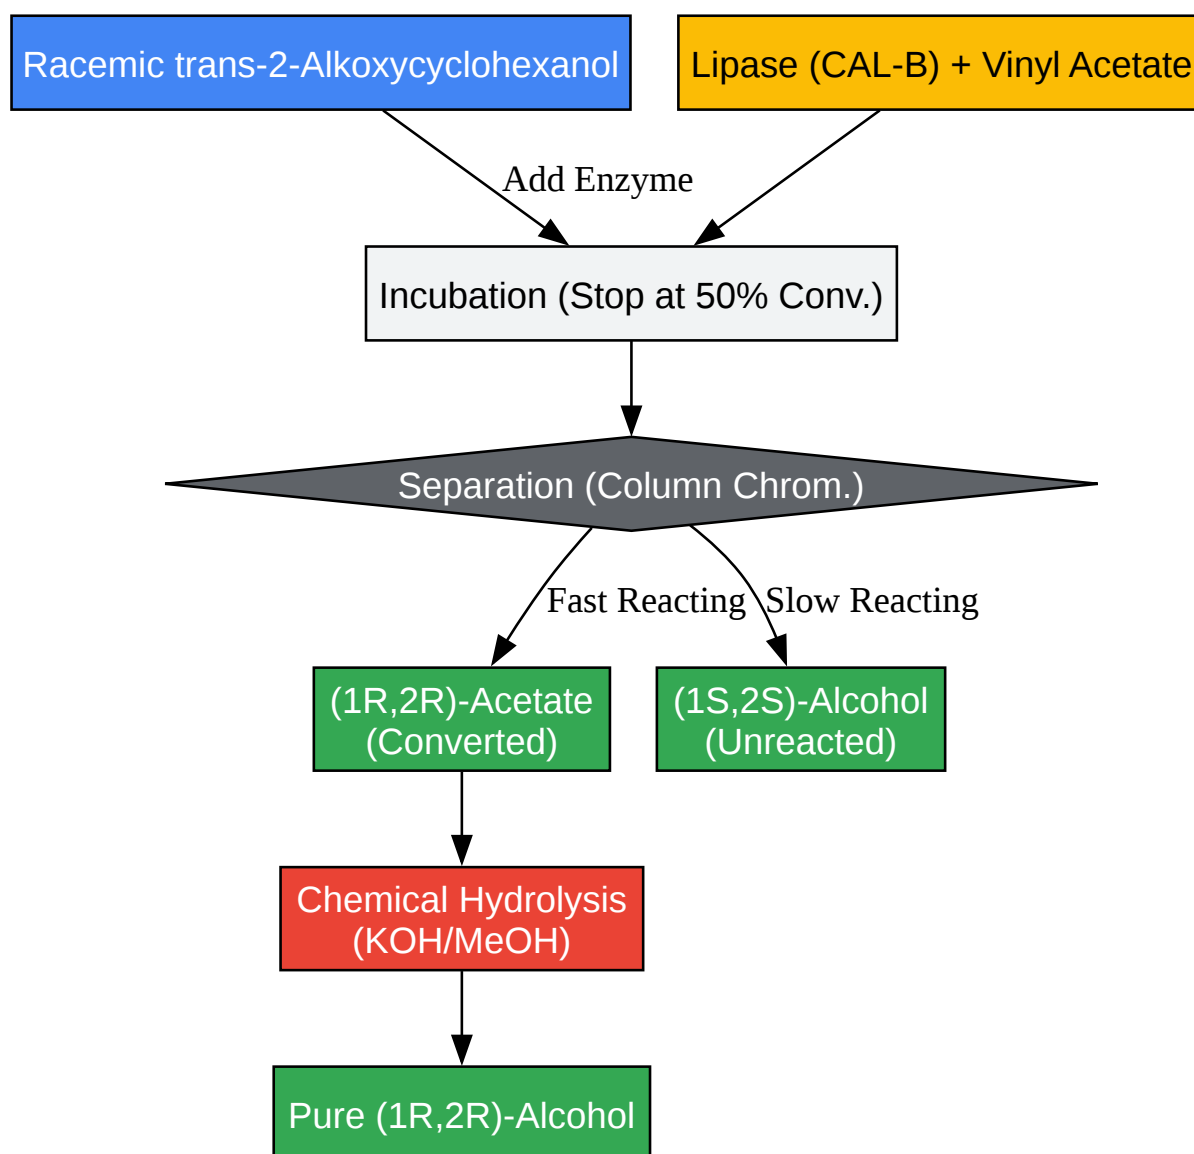 Racemic trans-2-Alkoxycyclohexanol
Lipase (CAL-B) + Vinyl Acetate
Add Enzyme
Incubation (Stop at 50% Conv.)
Separation (Column Chrom.)
Fast Reacting
Slow Reacting
(1R,2R)-Acetate
(Converted)
(1S,2S)-Alcohol
(Unreacted)
Chemical Hydrolysis
(KOH/MeOH)
Pure (1R,2R)-Alcohol